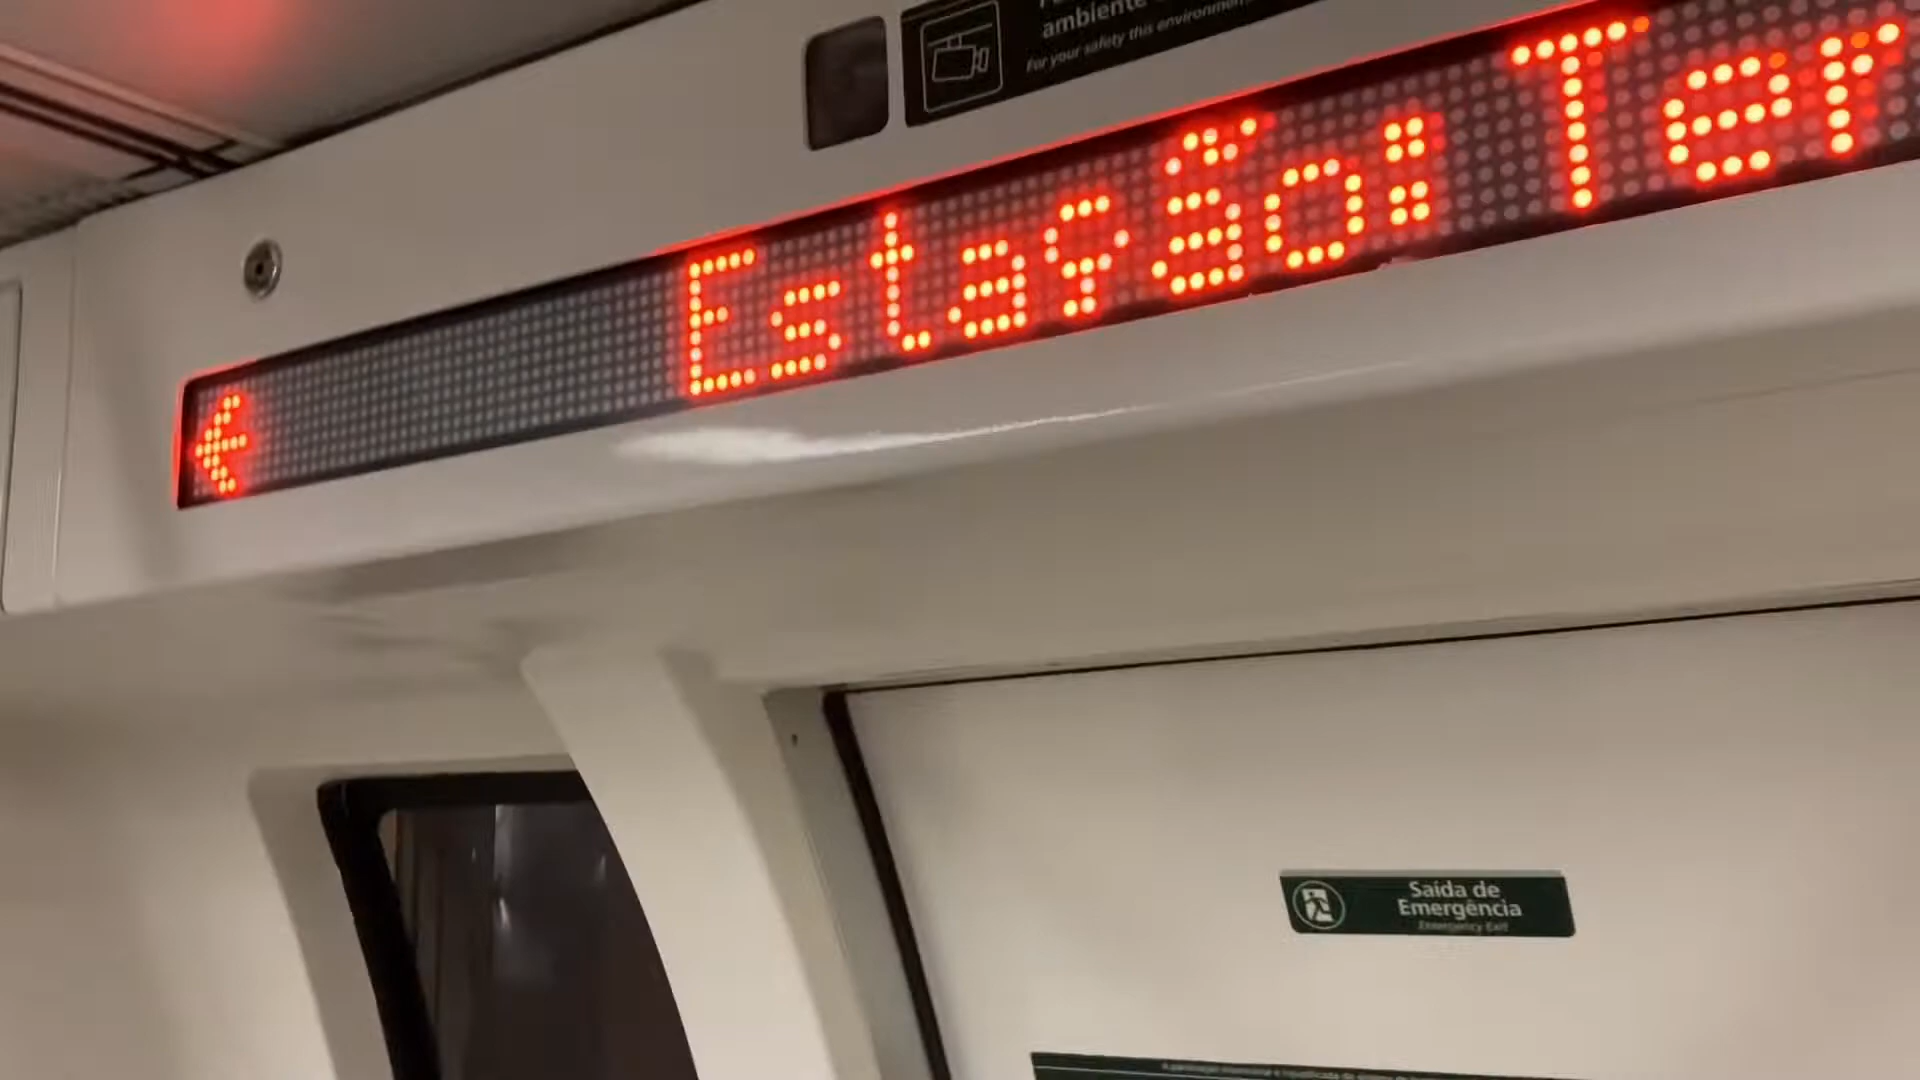 ambiente
For your safety this environment
Estação: Ter
Saída de
Emergência
Emergency Exit